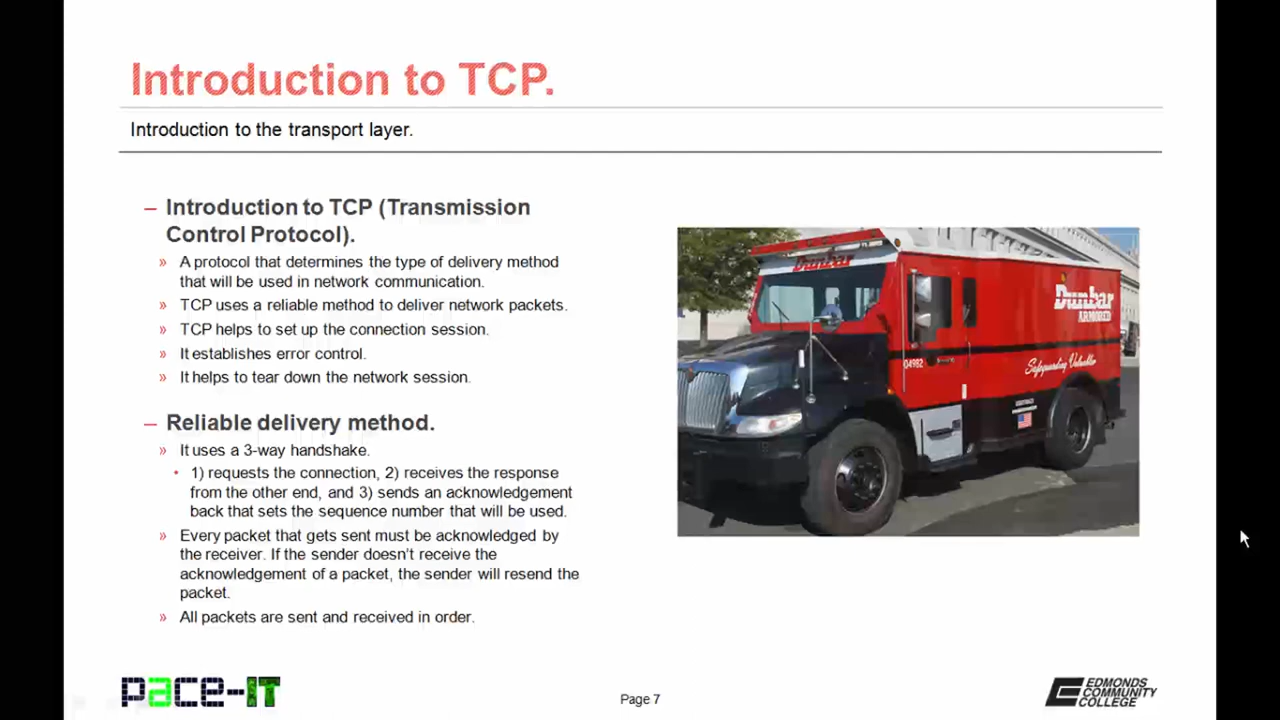 Introduction to TCP.
Introduction to the transport layer.
– Introduction to TCP (Transmission
Control Protocol).
» A protocol that determines the type of delivery method
that will be used in network communication.
» TCP uses a reliable method to deliver network packets.
» TCP helps to set up the connection session.
» It establishes error control.
» It helps to tear down the network session.
– Reliable delivery method.
» It uses a 3-way handshake.
• 1) requests the connection, 2) receives the response
from the other end, and 3) sends an acknowledgement
back that sets the sequence number that will be used.
» Every packet that gets sent must be acknowledged by
the receiver. If the sender doesn't receive the
acknowledgement of a packet, the sender will resend the
packet.
» All packets are sent and received in order.
Dunbar
Dunbar
ARMORED
04982
Safeguarding Valuables
pace-IT
Page 7
EDMONDS
COMMUNITY
COLLEGE